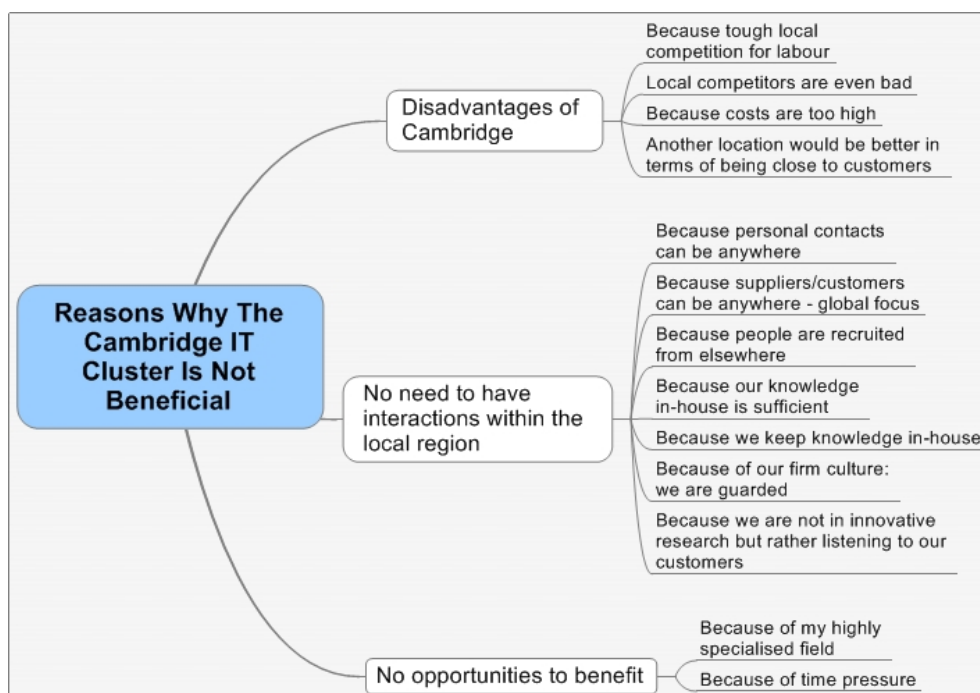 Reasons Why The
Cambridge IT
Cluster Is Not
Beneficial
Disadvantages of
Cambridge
Because tough local
competition for labour
Local competitors are even bad
Because costs are too high
Another location would be better in
terms of being close to customers
No need to have
interactions within the
local region
Because personal contacts
can be anywhere
Because suppliers/customers
can be anywhere - global focus
Because people are recruited
from elsewhere
Because our knowledge
in-house is sufficient
Because we keep knowledge in-house
Because of our firm culture:
we are guarded
Because we are not in innovative
research but rather listening to our
customers
No opportunities to benefit
Because of my highly
specialised field
Because of time pressure